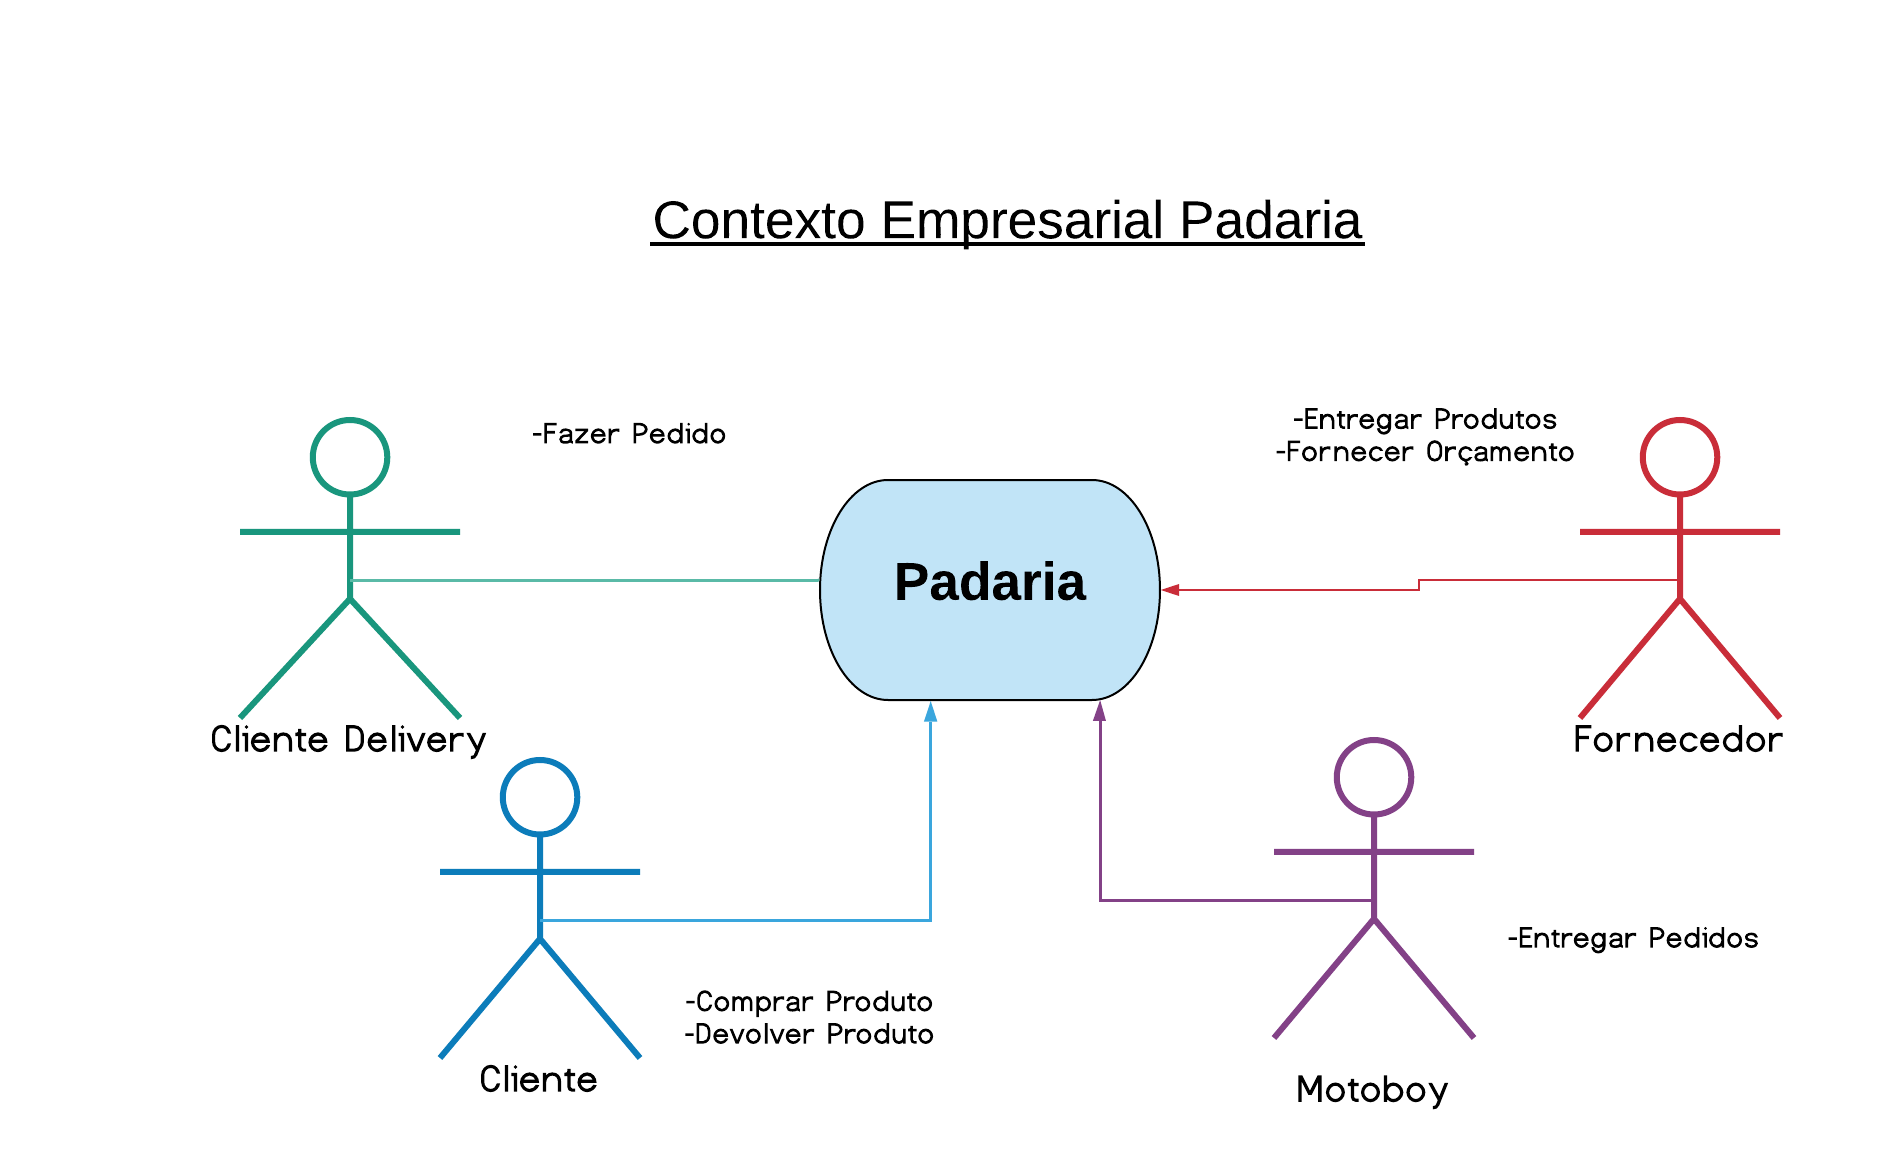 Contexto Empresarial Padaria
-Fazer Pedido
-Entregar Produtos
-Fornecer Orçamento
Padaria
Cliente Delivery
Fornecedor
-Entregar Pedidos
-Comprar Produto
-Devolver Produto
Cliente
Motoboy